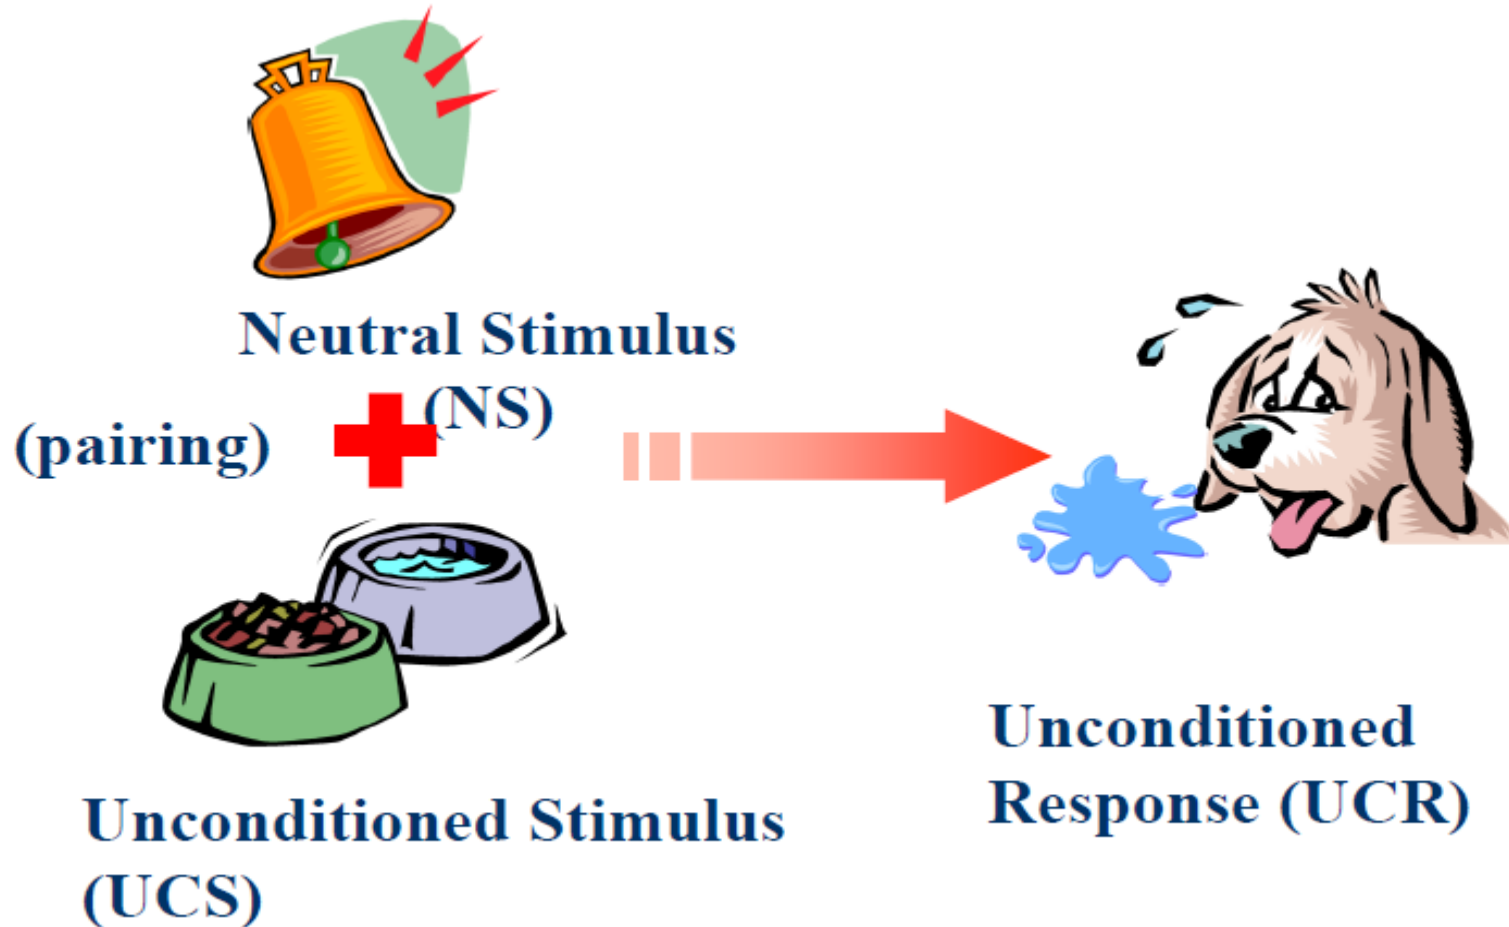 Neutral Stimulus
(NS)
(pairing)
Unconditioned Stimulus
(UCS)
Unconditioned
Response (UCR)